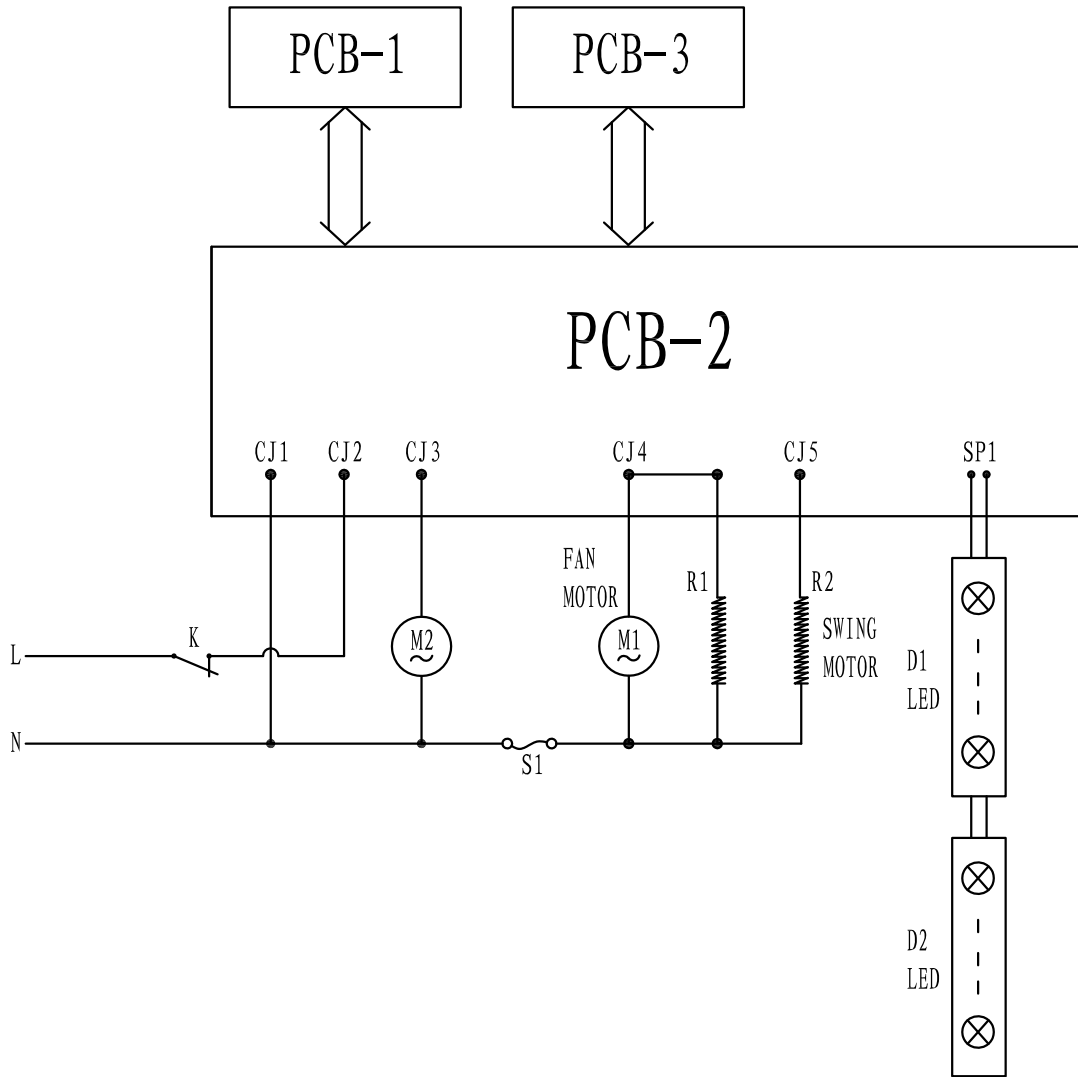 PCB-1
PCB-3
PCB-2
CJ1
CJ2
CJ3
CJ4
CJ5
SP1
FAN
MOTOR
R1
R2
SWING
MOTOR
K
L
M2
M1
D1
LED
N
S1
D2
LED